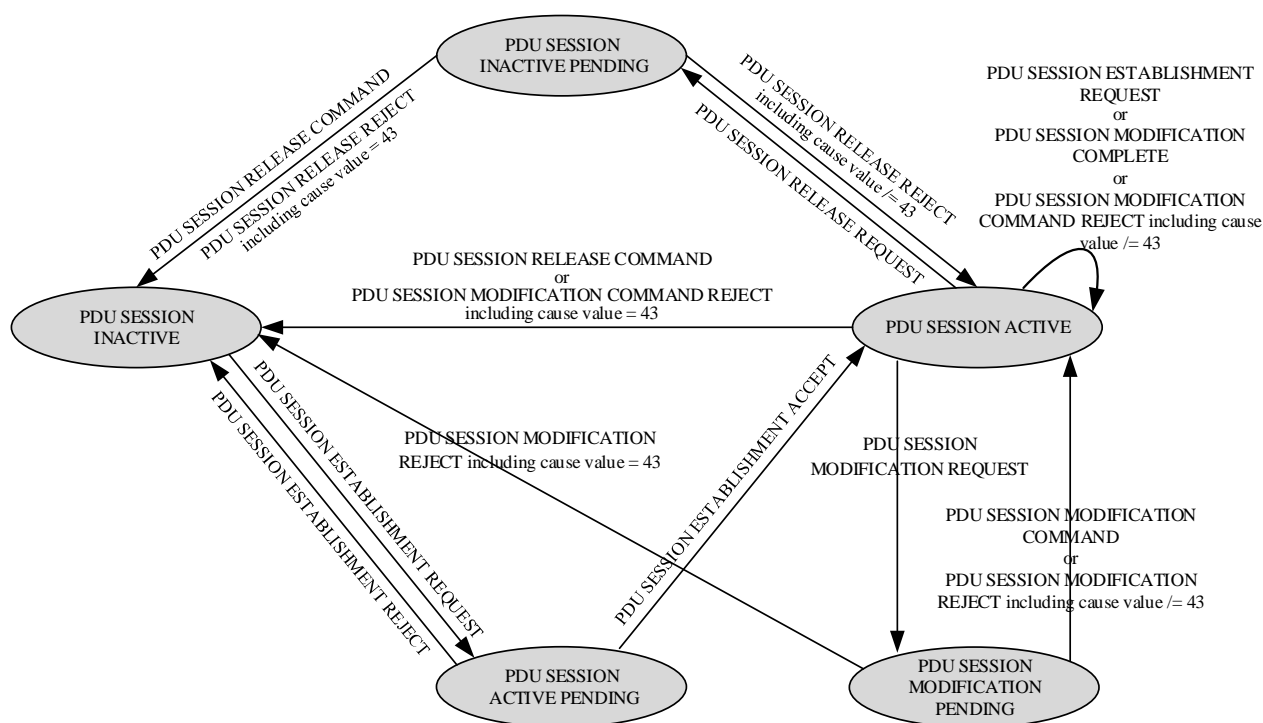 PDU SESSION
INACTIVE PENDING
PDU SESSION RELEASE COMMAND
PDU SESSION RELEASE REJECT
including cause value = 43
PDU SESSION RELEASE REJECT
including cause value /= 43
PDU SESSION RELEASE REQUEST
PDU SESSION ESTABLISHMENT
REQUEST
or
PDU SESSION MODIFICATION
COMPLETE
or
PDU SESSION MODIFICATION
COMMAND REJECT including cause
value /= 43
PDU SESSION RELEASE COMMAND
or
PDU SESSION MODIFICATION COMMAND REJECT
including cause value = 43
PDU SESSION
INACTIVE
PDU SESSION ACTIVE
PDU SESSION ESTABLISHMENT REQUEST
PDU SESSION ESTABLISHMENT REJECT
PDU SESSION MODIFICATION
REJECT including cause value = 43
PDU SESSION ESTABLISHMENT ACCEPT
PDU SESSION
MODIFICATION REQUEST
PDU SESSION MODIFICATION
COMMAND
or
PDU SESSION MODIFICATION
REJECT including cause value /= 43
PDU SESSION
ACTIVE PENDING
PDU SESSION
MODIFICATION
PENDING